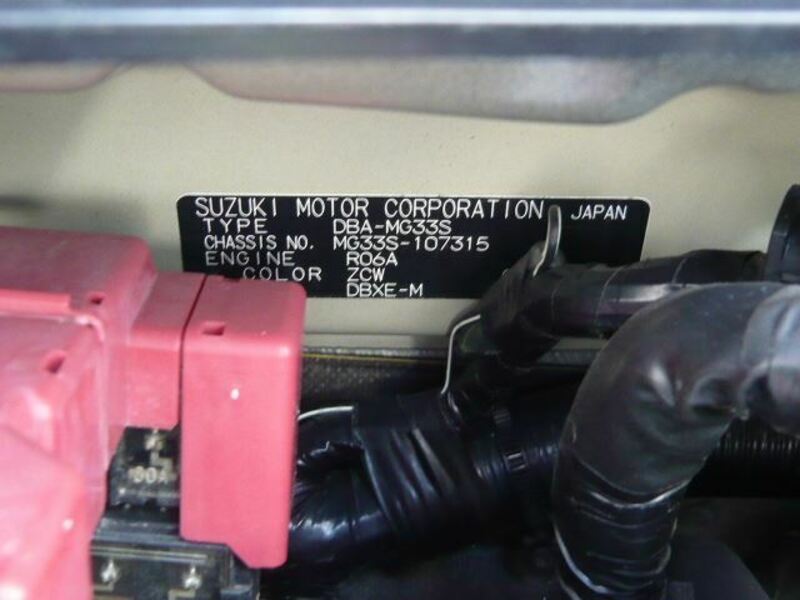 SUZUKI MOTOR CORPORATION JAPAN
TYPE DBA-MG33S
CHASSIS NO. MG33S-107315
ENGINE R06A
COLOR ZCW
DBXE-M
80A